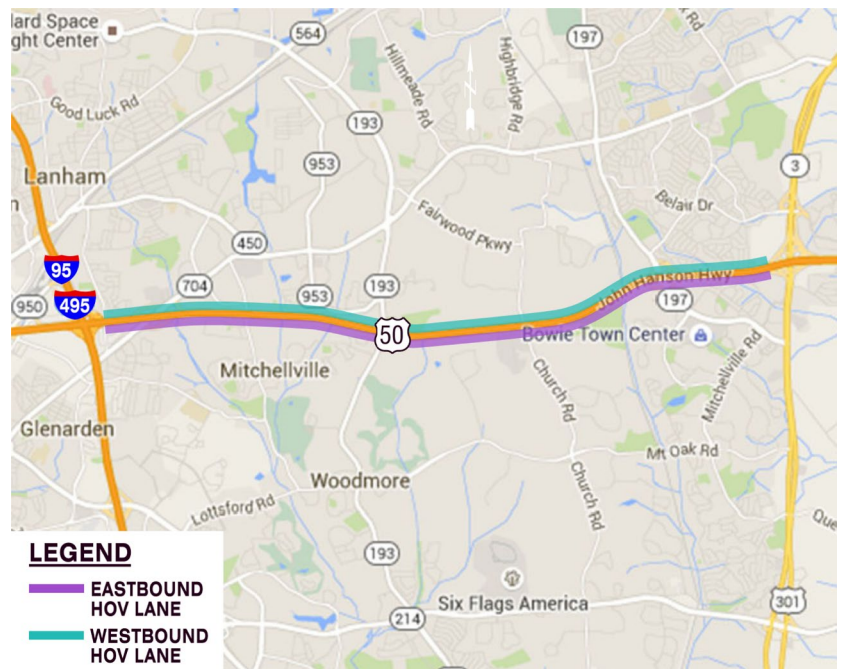 lard Space
ght Center
564
197
Rd
Hillmeade Rd
Highbridge Rd
N
Good Luck Rd
193
953
3
Lanham
n
Belair Dr
Fairwood Pkwy
450
95
704
193
John Hanson Hwy
950
495
953
197
50
Bowie Town Center
Mitchellville
Mitchellville Rd
Church Rd
Glenarden
Mt Oak Rd
Woodmore
Lottsford Rd
Church Rd
Que
193
LEGEND
EASTBOUND
HOV LANE
WESTBOUND
HOV LANE
Six Flags America
301
214